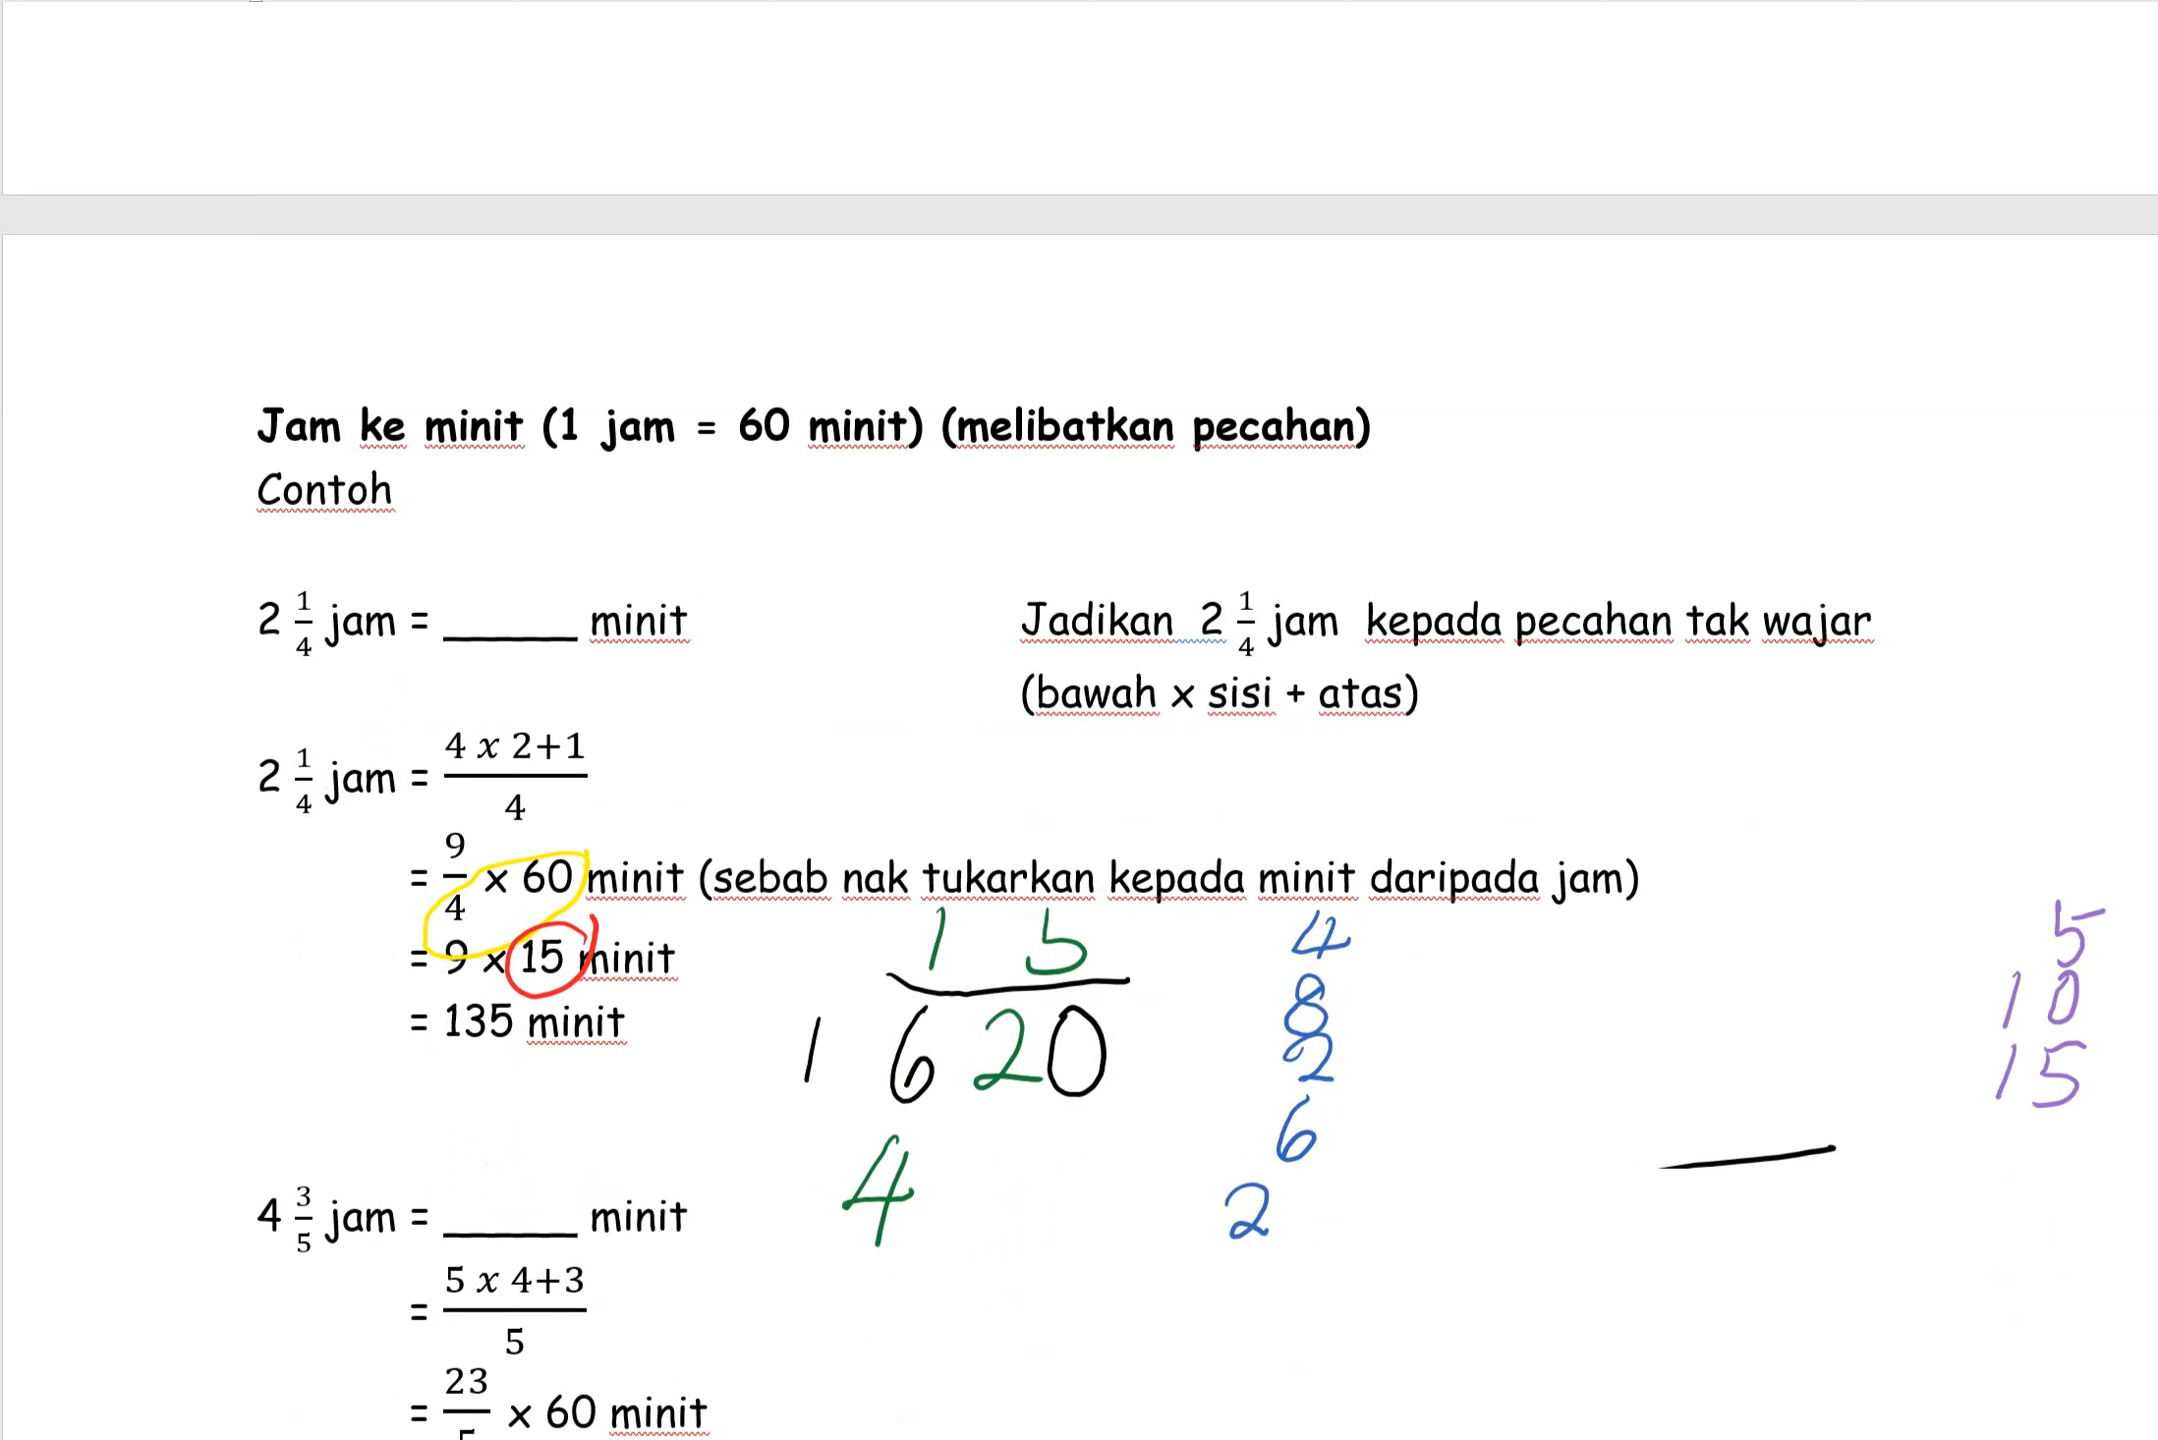 Jam ke minit (1 jam = 60 minit) (melibatkan pecahan)
Contoh
2 1/4 jam = ______ minit
Jadikan 2 1/4 jam kepada pecahan tak wajar
(bawah x sisi + atas)
2 1/4 jam = (4 x 2+1)/4
= 9/4 x 60 minit (sebab nak tukarkan kepada minit daripada jam)
= 9 x 15 minit
= 135 minit
1 5
1 6 2 0
4
4
8
2
6
2
5
10
15
4 3/5 jam = ______ minit
= (5 x 4+3)/5
= 23/5 x 60 minit